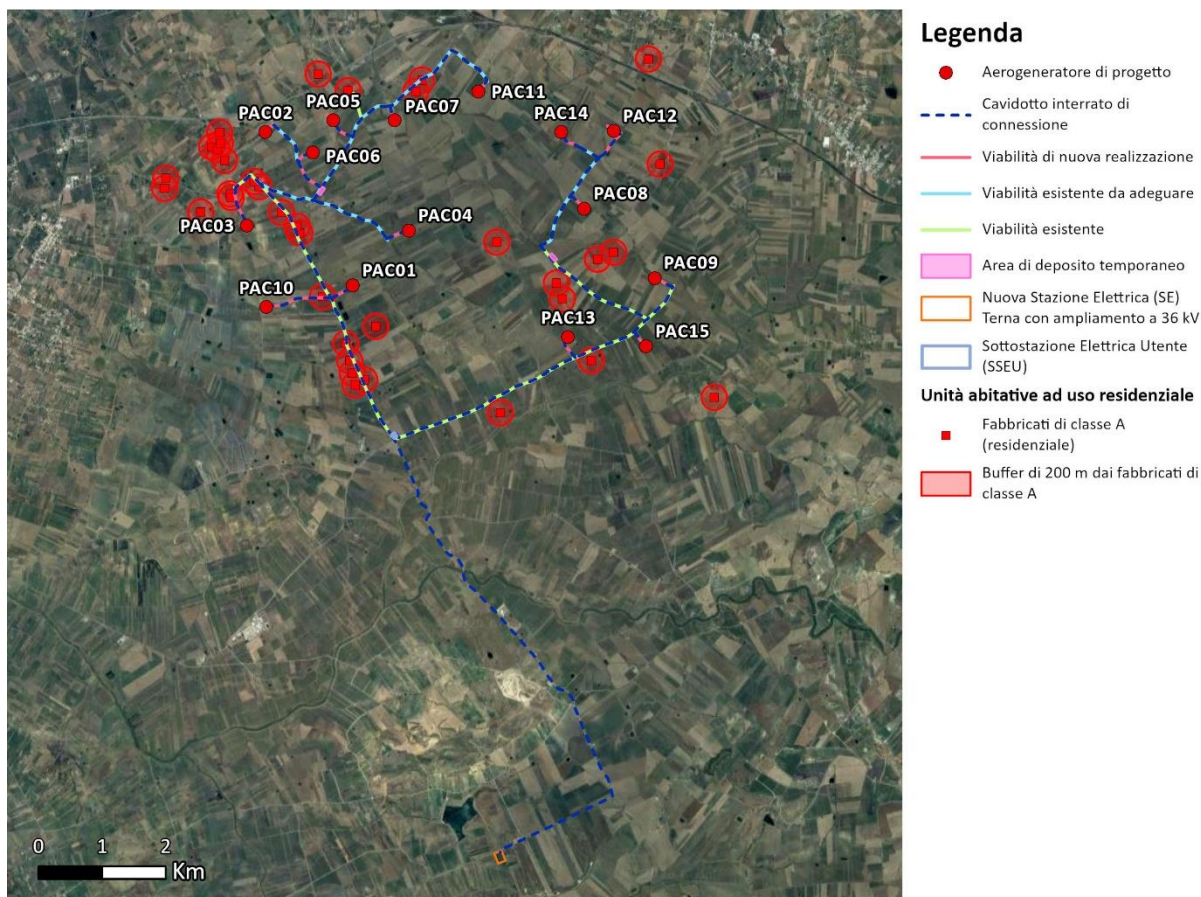 PAC11
PAC05
PAC02
PAC07
PAC14
PAC12
PAC06
PAC08
PAC03
PAC04
PAC01
PAC09
PAC10
PAC13
PAC15
0 1 2
Km
Legenda
Aerogeneratore di progetto
Cavidotto interrato di
connessione
Viabilità di nuova realizzazione
Viabilità esistente da adeguare
Viabilità esistente
Area di deposito temporaneo
Nuova Stazione Elettrica (SE)
Terna con ampliamento a 36 kV
Sottostazione Elettrica Utente
(SSEU)
Unità abitative ad uso residenziale
Fabbricati di classe A
(residenziale)
Buffer di 200 m dai fabbricati di
classe A